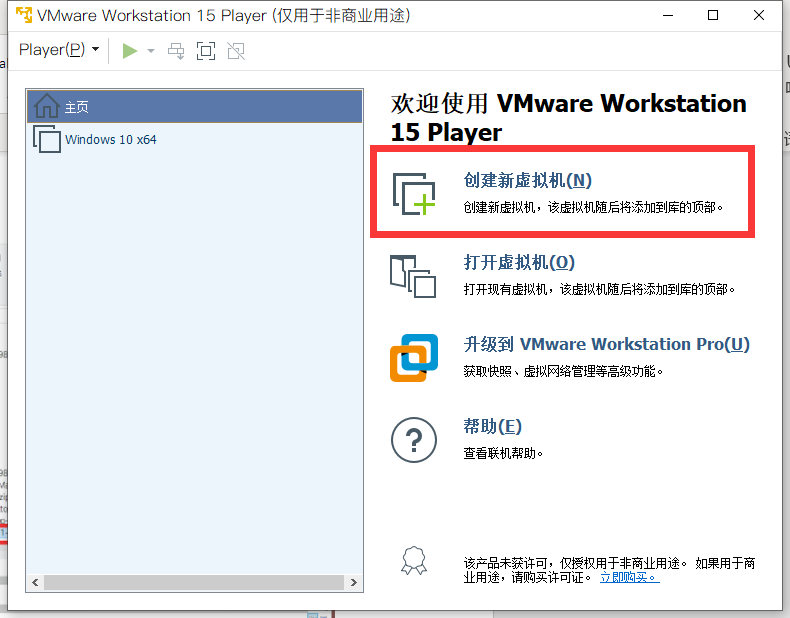 VMware Workstation 15 Player (仅用于非商业用途)
Player(P)
主页
Windows 10 x64
欢迎使用 VMware Workstation
15 Player
创建新虚拟机(N)
创建新虚拟机，该虚拟机随后将添加到库的顶部。
打开虚拟机(O)
打开现有虚拟机，该虚拟机随后将添加到库的顶部。
升级到 VMware Workstation Pro(U)
获取快照、虚拟网络管理等高级功能。
帮助(E)
查看联机帮助。
该产品未获许可，仅授权用于非商业用途。 如果用于商
业用途，请购买许可证。 立即购买。